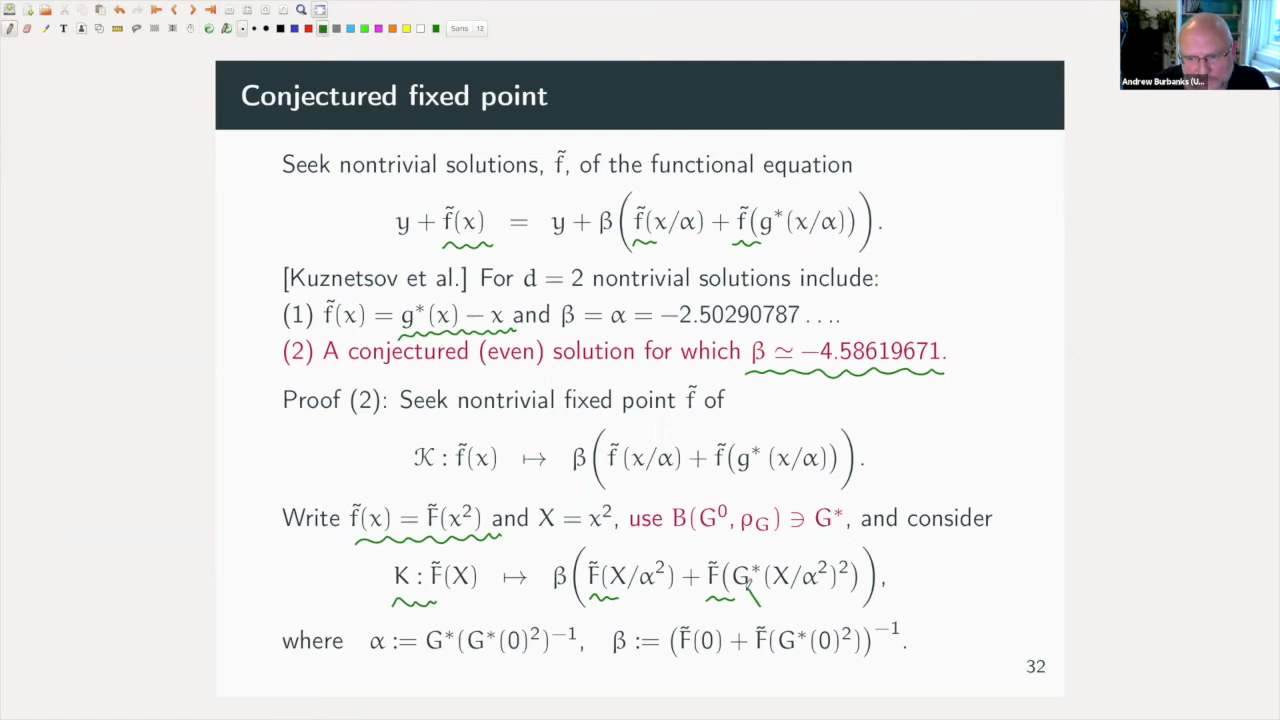 Sans 12
Andrew Burbanks (U...
Conjectured fixed point
Seek nontrivial solutions, f̃, of the functional equation
y + f̃(x) = y + β(f̃(x/α) + f̃(g*(x/α))).
[Kuznetsov et al.] For d = 2 nontrivial solutions include:
(1) f̃(x) = g*(x) − x and β = α = −2.50290787 . . . .
(2) A conjectured (even) solution for which β ≃ −4.58619671.
Proof (2): Seek nontrivial fixed point f̃ of
𝒦 : f̃(x) ↦ β(f̃ (x/α) + f̃(g* (x/α))).
Write f̃(x) = F̃(x²) and X = x², use B(G⁰, ρ_G) ∋ G*, and consider
K : F̃(X) ↦ β(F̃(X/α²) + F̃(G*(X/α²)²)),
where α := G*(G*(0)²)⁻¹, β := (F̃(0) + F̃(G*(0)²))⁻¹.
32